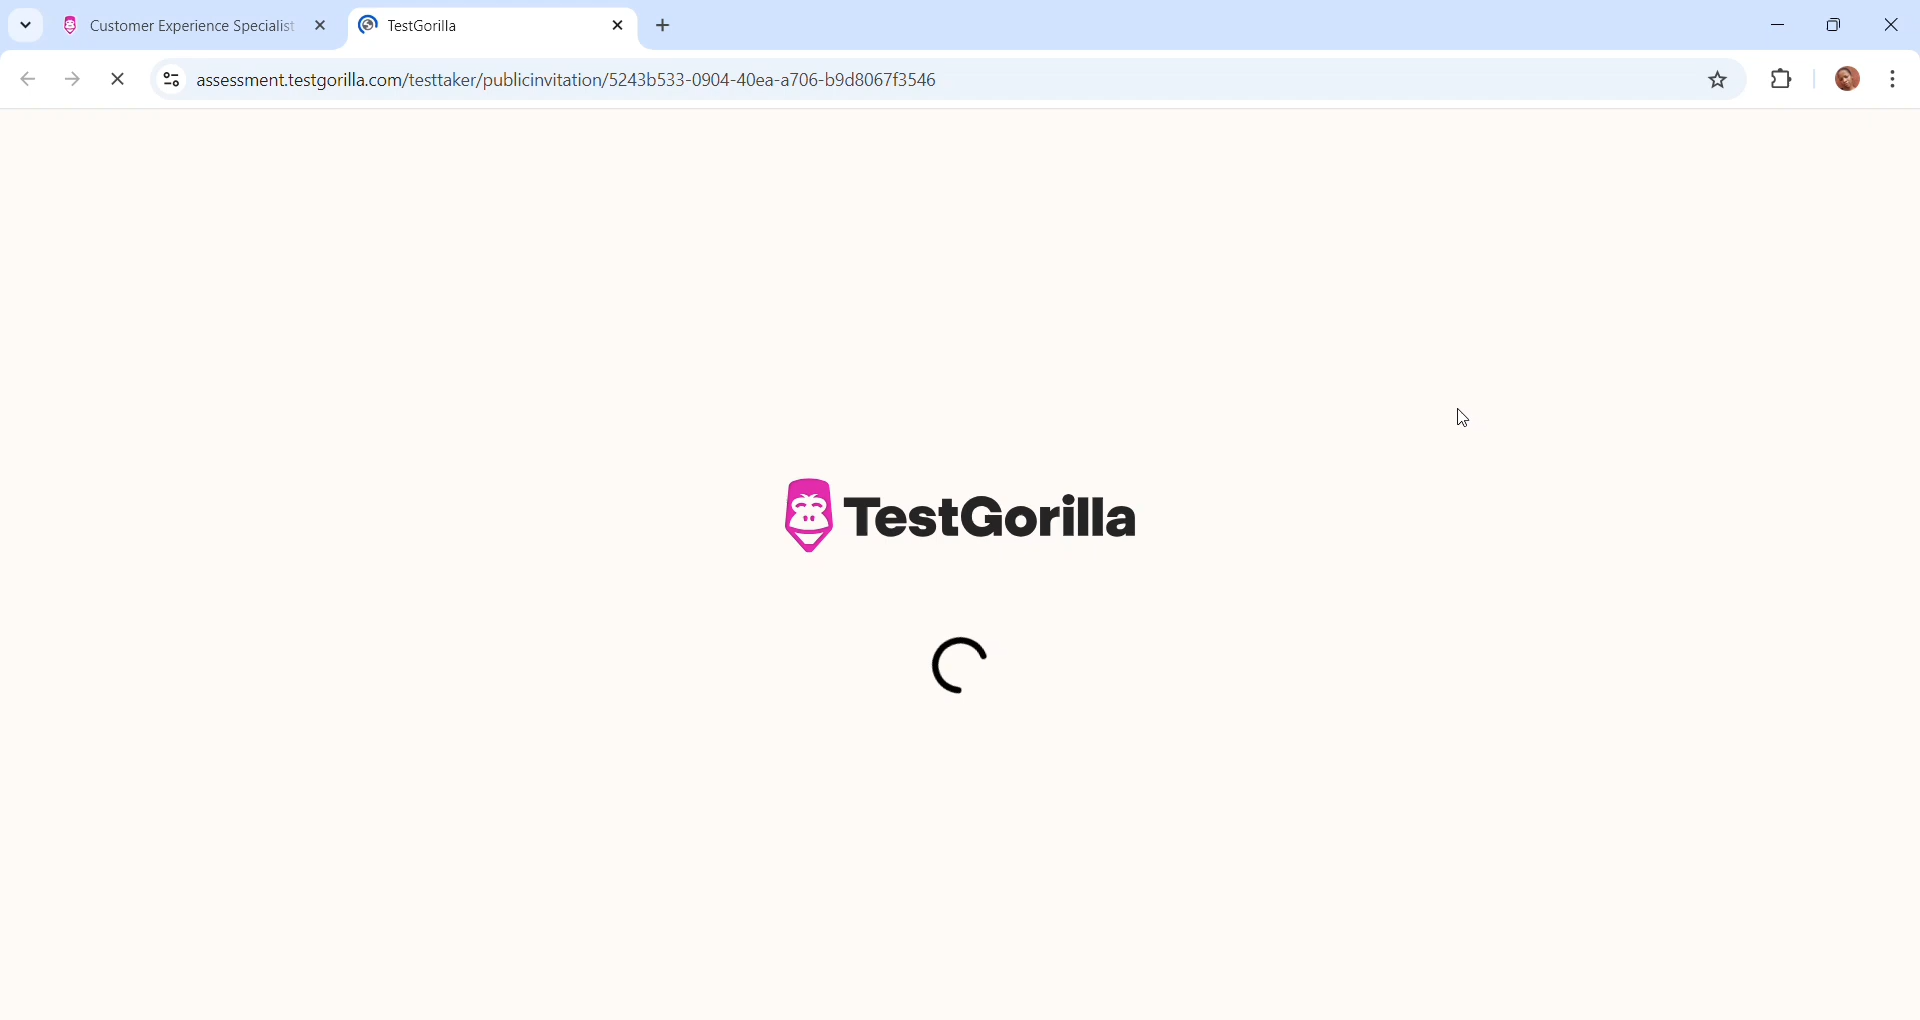 Customer Experience Specialist
TestGorilla
assessment.testgorilla.com/testtaker/publicinvitation/5243b533-0904-40ea-a706-b9d8067f3546
TestGorilla